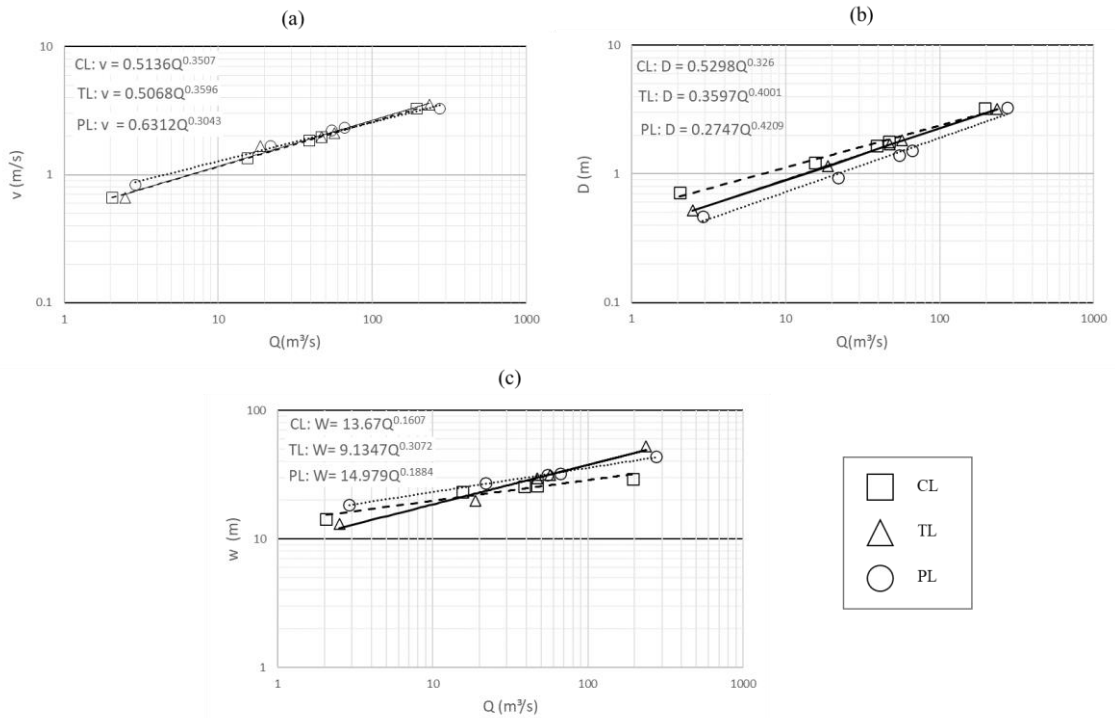 (a)
10
CL: v = 0.5136Q^0.3507
TL: v = 0.5068Q^0.3596
PL: v = 0.6312Q^0.3043
v (m/s)
1
0.1
1 10 100 1000
Q(m³/s)
(b)
10
CL: D = 0.5298Q^0.326
TL: D = 0.3597Q^0.4001
PL: D = 0.2747Q^0.4209
D (m)
1
0.1
1 10 100 1000
Q(m³/s)
(c)
100
CL: W= 13.67Q^0.1607
TL: W= 9.1347Q^0.3072
PL: W= 14.979Q^0.1884
w (m)
10
1
1 10 100 1000
Q (m³/s)
CL
TL
PL